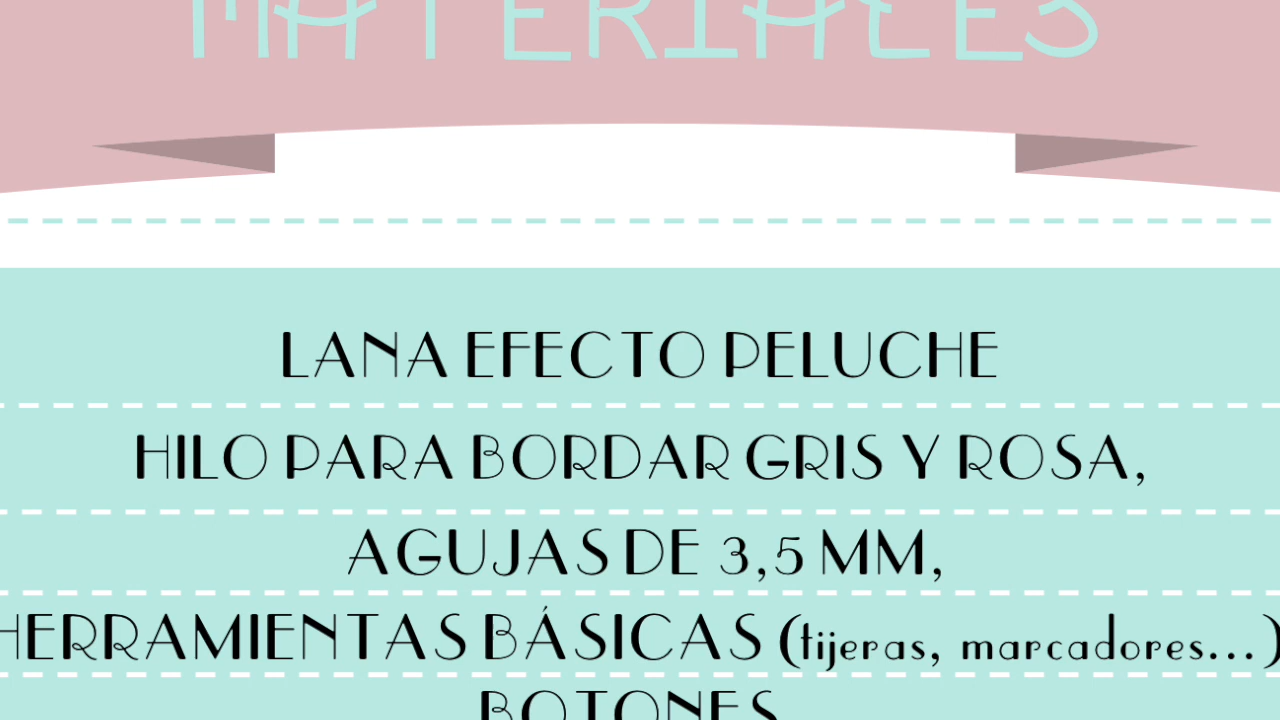 MATERIALES
LANA EFECTO PELUCHE
HILO PARA BORDAR GRIS Y ROSA,
AGUJAS DE 3,5 MM,
HERRAMIENTAS BÁSICAS (tijeras, marcadores...)
BOTONES